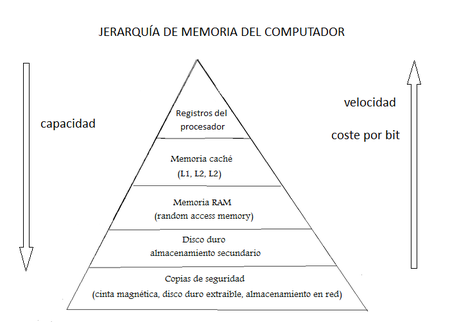 JERARQUÍA DE MEMORIA DEL COMPUTADOR
capacidad
velocidad
coste por bit
Registros del
procesador
Memoria caché
(L1, L2, L2)
Memoria RAM
(random access memory)
Disco duro
almacenamiento secundario
Copias de seguridad
(cinta magnética, disco duro extraible, almacenamiento en red)